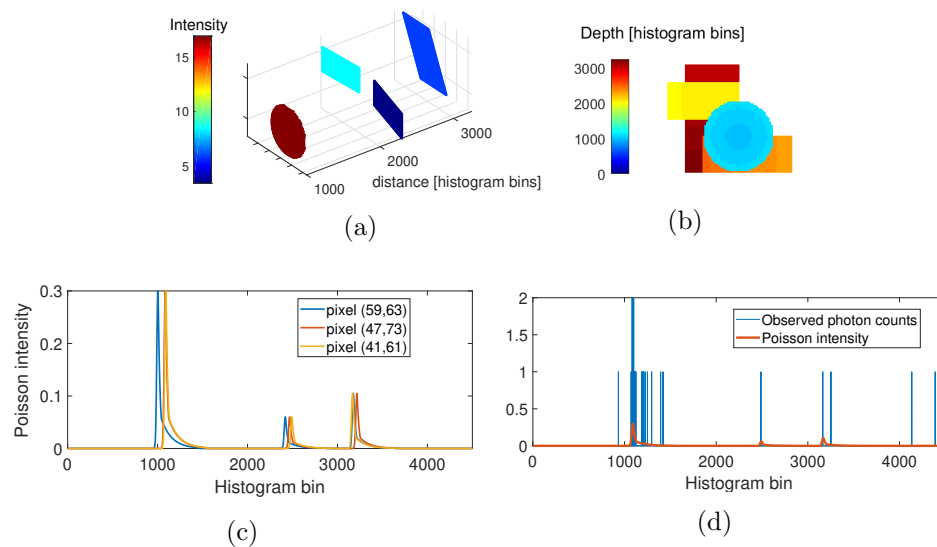 Intensity
15
10
5
1000
2000
3000
distance [histogram bins]
(a)
Depth [histogram bins]
3000
2000
1000
0
(b)
Poisson intensity
0.3
0.2
0.1
0
0
1000
2000
3000
4000
Histogram bin
pixel (59,63)
pixel (47,73)
pixel (41,61)
(c)
2
1.5
1
0.5
0
0
1000
2000
3000
4000
Histogram bin
Observed photon counts
Poisson intensity
(d)